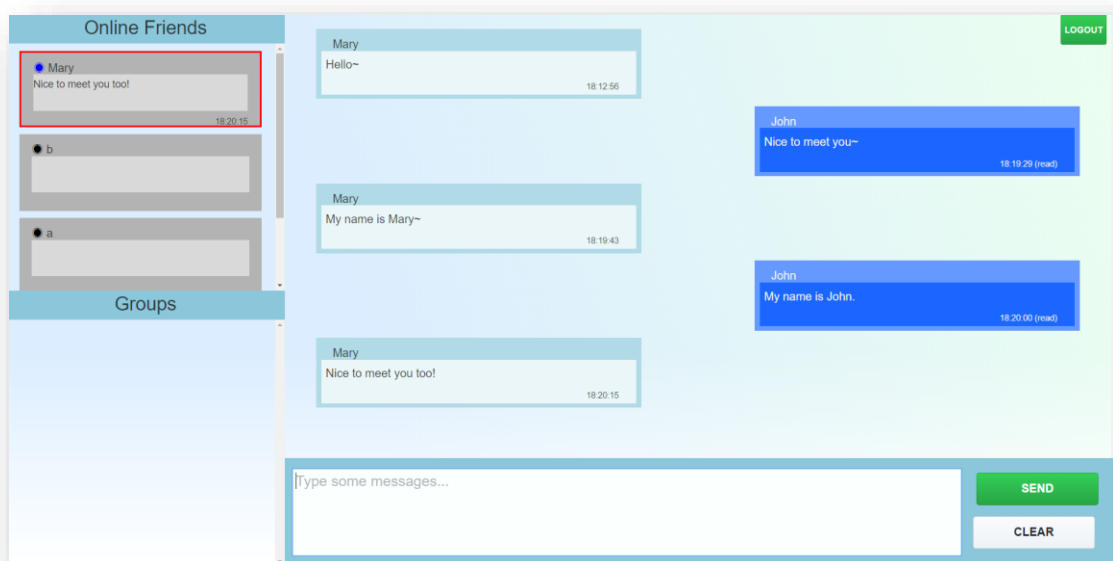 Online Friends
Mary
Nice to meet you too!
18:20:15
b
a
Groups
LOGOUT
Mary
Hello~
18:12:56
John
Nice to meet you~
18:19:29 (read)
Mary
My name is Mary~
18:19:43
John
My name is John.
18:20:00 (read)
Mary
Nice to meet you too!
18:20:15
Type some messages...
SEND
CLEAR